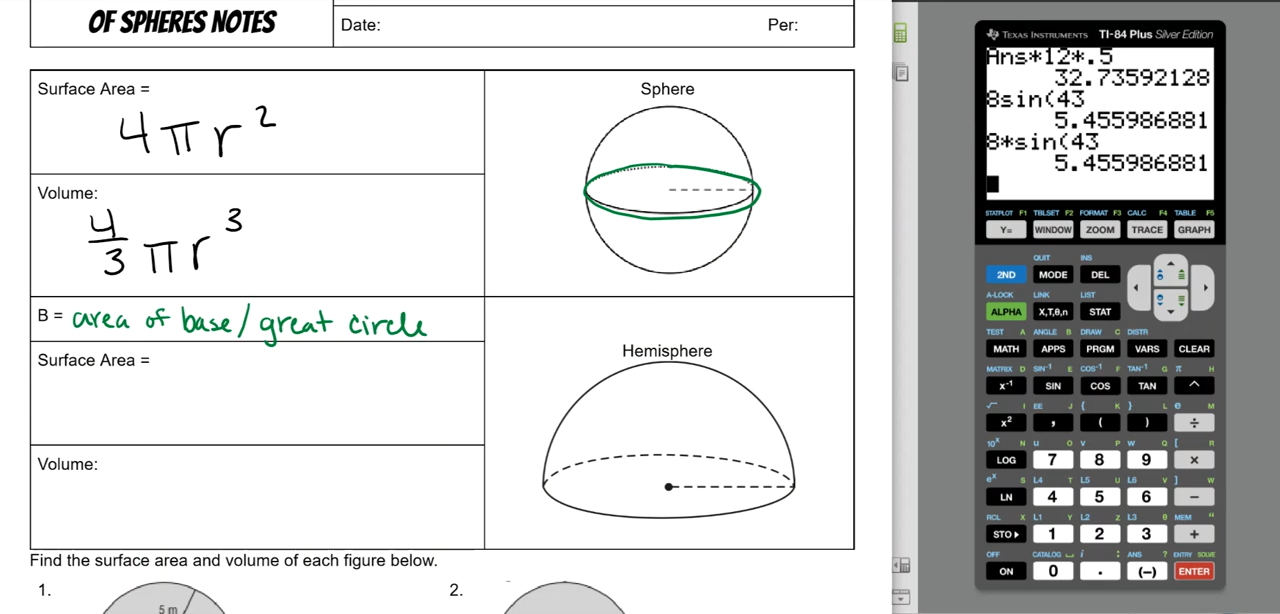 OF SPHERES NOTES
Date: Per:
Surface Area =
4πr²
Volume:
4/3 πr³
B = area of base/great circle
Surface Area =
Volume:
Sphere
Hemisphere
Find the surface area and volume of each figure below.
1.
5 m
2.
TEXAS INSTRUMENTS TI-84 Plus Silver Edition
Ans*12*.5
32.73592128
8sin(43
5.455986881
8*sin(43
5.455986881
STATPLOT F1 TBLSET F2 FORMAT F3 CALC F4 TABLE F5
Y= WINDOW ZOOM TRACE GRAPH
QUIT INS
2ND MODE DEL
A-LOCK LINK LIST
ALPHA X,T,θ,n STAT
TEST A ANGLE B DRAW C DISTR
MATH APPS PRGM VARS CLEAR
MATRIX D SIN⁻¹ E COS⁻¹ F TAN⁻¹ G π H
x⁻¹ SIN COS TAN ^
√ I EE J { K } L e M
x² , ( ) ÷
10ˣ N u O v P w Q [ R
LOG 7 8 9 ×
eˣ S L4 T L5 U L6 V ] W
LN 4 5 6 −
RCL X L1 Y L2 Z L3 θ MEM "
STO▸ 1 2 3 +
OFF CATALOG ⎵ i : ANS ? ENTRY SOLVE
ON 0 . (−) ENTER